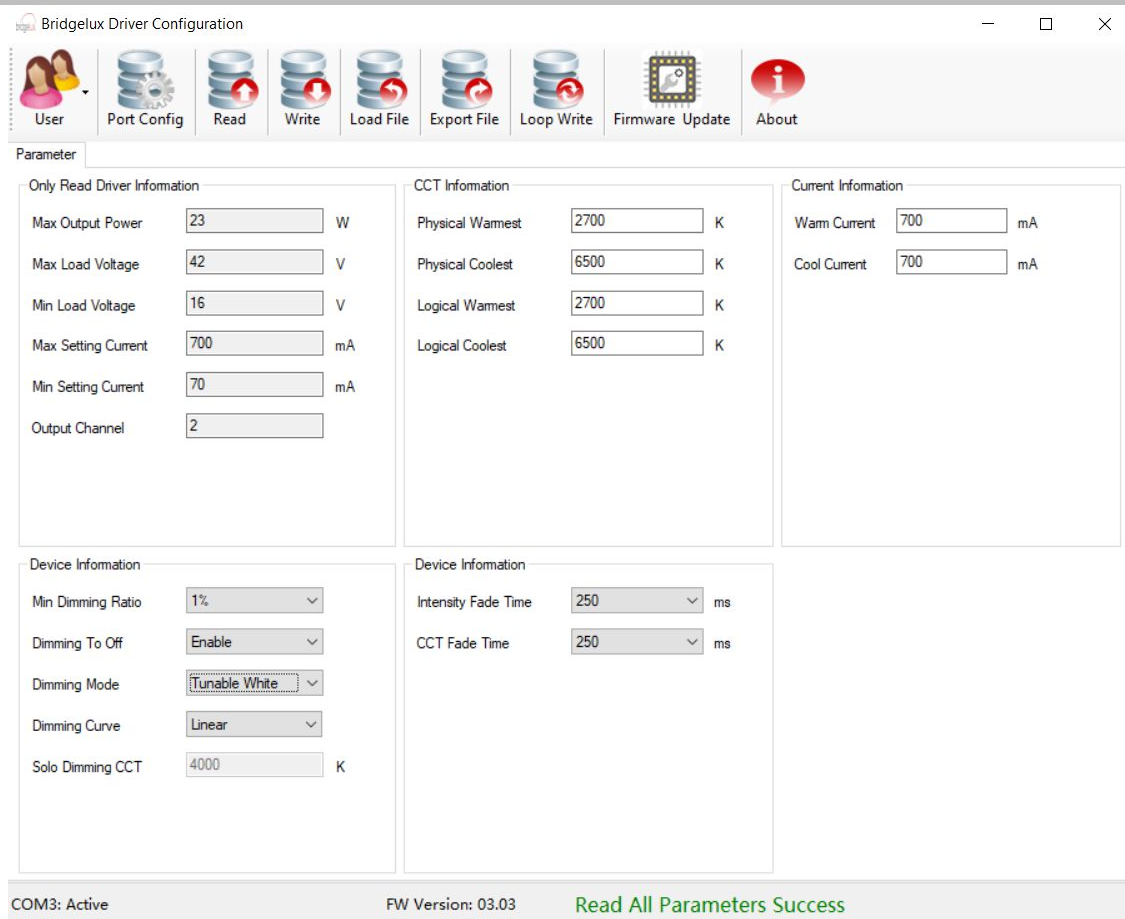 Bridgelux Driver Configuration
User
Port Config
Read
Write
Load File
Export File
Loop Write
Firmware Update
About
Parameter
Only Read Driver Information
Max Output Power 23 W
Max Load Voltage 42 V
Min Load Voltage 16 V
Max Setting Current 700 mA
Min Setting Current 70 mA
Output Channel 2
CCT Information
Physical Warmest 2700 K
Physical Coolest 6500 K
Logical Warmest 2700 K
Logical Coolest 6500 K
Current Information
Warm Current 700 mA
Cool Current 700 mA
Device Information
Min Dimming Ratio 1%
Dimming To Off Enable
Dimming Mode Tunable White
Dimming Curve Linear
Solo Dimming CCT 4000 K
Device Information
Intensity Fade Time 250 ms
CCT Fade Time 250 ms
COM3: Active
FW Version: 03.03
Read All Parameters Success